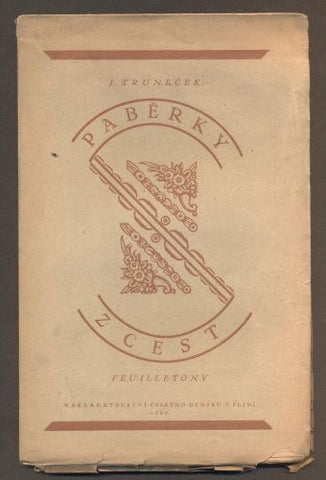 J. TRUNEČEK:
PABĚRKY
Z CEST
FEUILLETONY
NAKLADATELSTVÍ ČESKÉHO DENÍKU V PLZNI